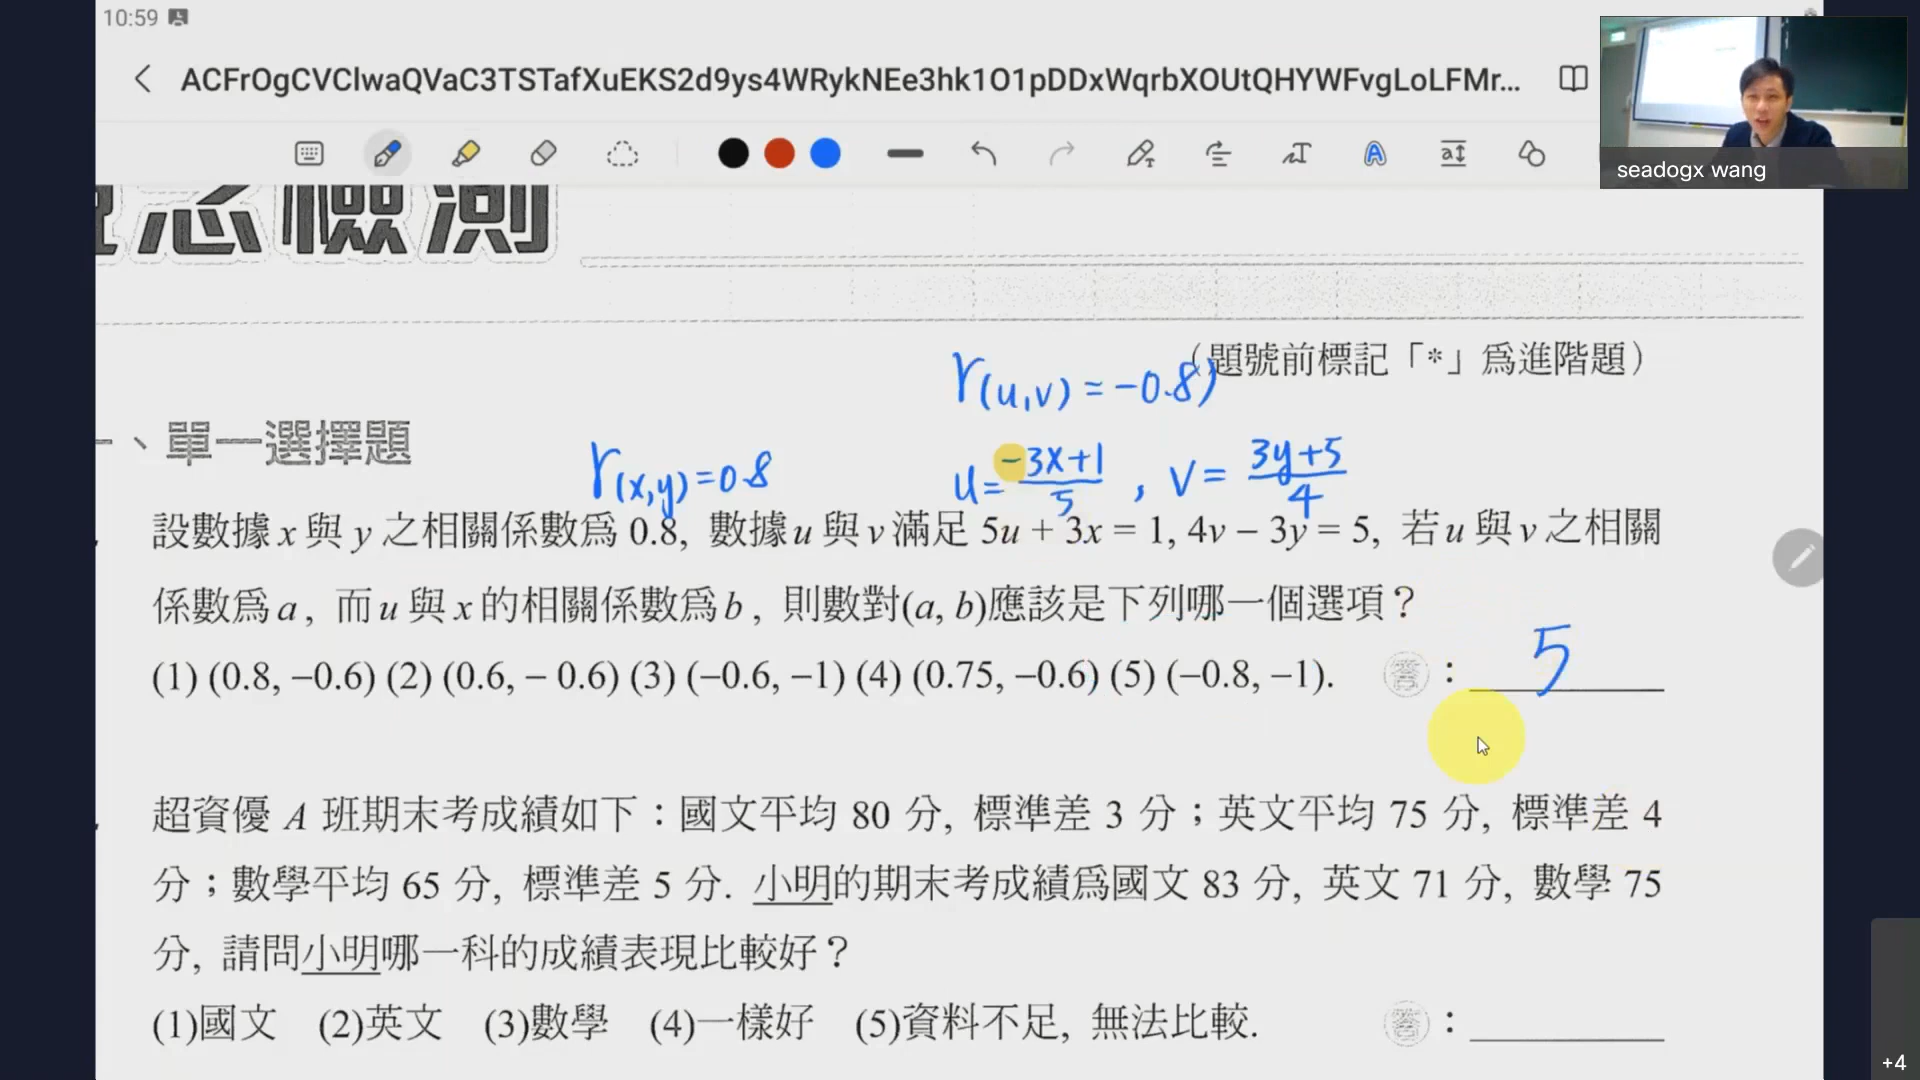 10:59
ACFrOgCVClwaQVaC3TSTafXuEKS2d9ys4WRykNEe3hk1O1pDDxWqrbXOUtQHYWFvgLoLFMr...
seadogx wang
念檢測
(題號前標記「*」為進階題)
r(u,v) = -0.8)
一、單一選擇題
r(x,y)=0.8
u= -3x+1/5 , v= 3y+5/4
設數據 x 與 y 之相關係數為 0.8, 數據 u 與 v 滿足 5u + 3x = 1, 4v − 3y = 5, 若 u 與 v 之相關
係數為 a, 而 u 與 x 的相關係數為 b, 則數對(a, b)應該是下列哪一個選項？
(1) (0.8, −0.6) (2) (0.6, − 0.6) (3) (−0.6, −1) (4) (0.75, −0.6) (5) (−0.8, −1). 答：5
超資優 A 班期末考成績如下：國文平均 80 分, 標準差 3 分；英文平均 75 分, 標準差 4
分；數學平均 65 分, 標準差 5 分. 小明的期末考成績為國文 83 分, 英文 71 分, 數學 75
分, 請問小明哪一科的成績表現比較好？
(1)國文 (2)英文 (3)數學 (4)一樣好 (5)資料不足, 無法比較. 答：
+4